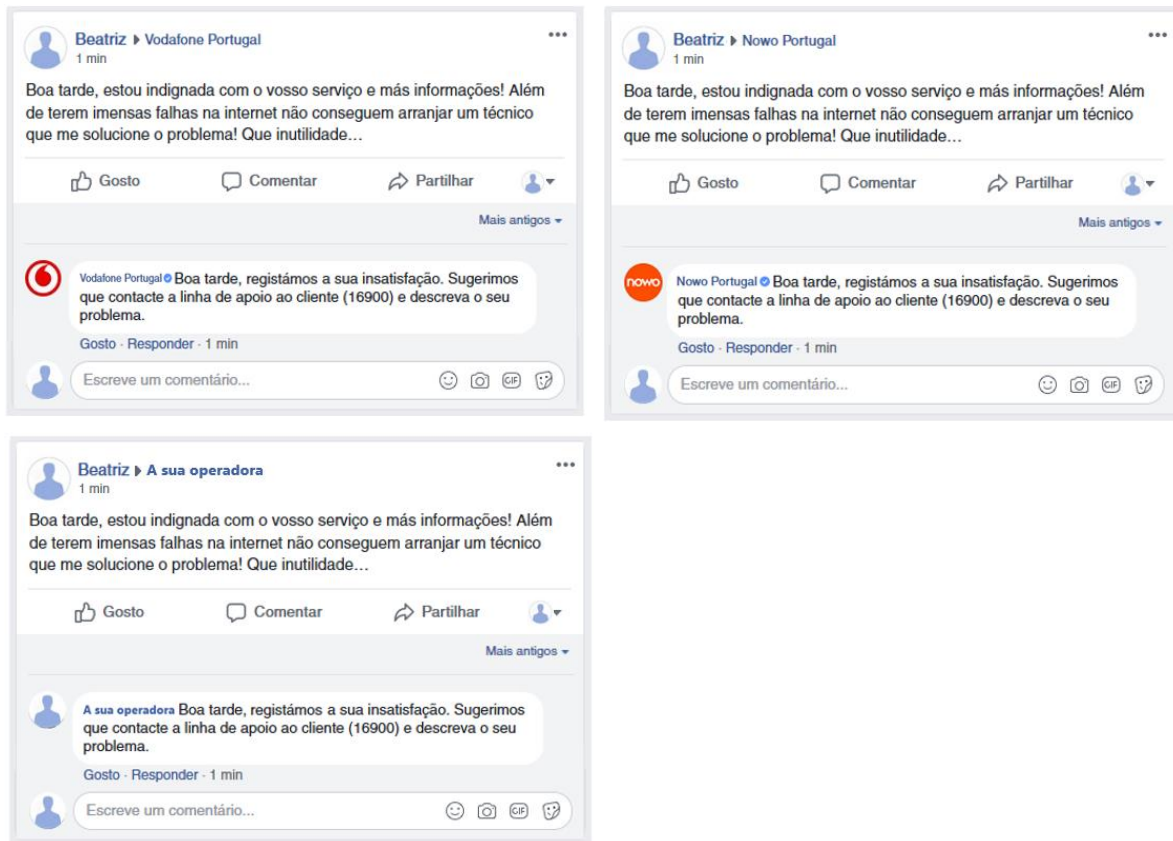 Beatriz ▸ Vodafone Portugal
1 min
Boa tarde, estou indignada com o vosso serviço e más informações! Além
de terem imensas falhas na internet não conseguem arranjar um técnico
que me solucione o problema! Que inutilidade…
Gosto Comentar Partilhar
Mais antigos
Vodafone Portugal Boa tarde, registámos a sua insatisfação. Sugerimos
que contacte a linha de apoio ao cliente (16900) e descreva o seu
problema.
Gosto · Responder · 1 min
Escreve um comentário... GIF
Beatriz ▸ Nowo Portugal
1 min
Boa tarde, estou indignada com o vosso serviço e más informações! Além
de terem imensas falhas na internet não conseguem arranjar um técnico
que me solucione o problema! Que inutilidade…
Gosto Comentar Partilhar
Mais antigos
nowo Nowo Portugal Boa tarde, registámos a sua insatisfação. Sugerimos
que contacte a linha de apoio ao cliente (16900) e descreva o seu
problema.
Gosto · Responder · 1 min
Escreve um comentário... GIF
Beatriz ▸ A sua operadora
1 min
Boa tarde, estou indignada com o vosso serviço e más informações! Além
de terem imensas falhas na internet não conseguem arranjar um técnico
que me solucione o problema! Que inutilidade…
Gosto Comentar Partilhar
Mais antigos
A sua operadora Boa tarde, registámos a sua insatisfação. Sugerimos
que contacte a linha de apoio ao cliente (16900) e descreva o seu
problema.
Gosto · Responder · 1 min
Escreve um comentário... GIF